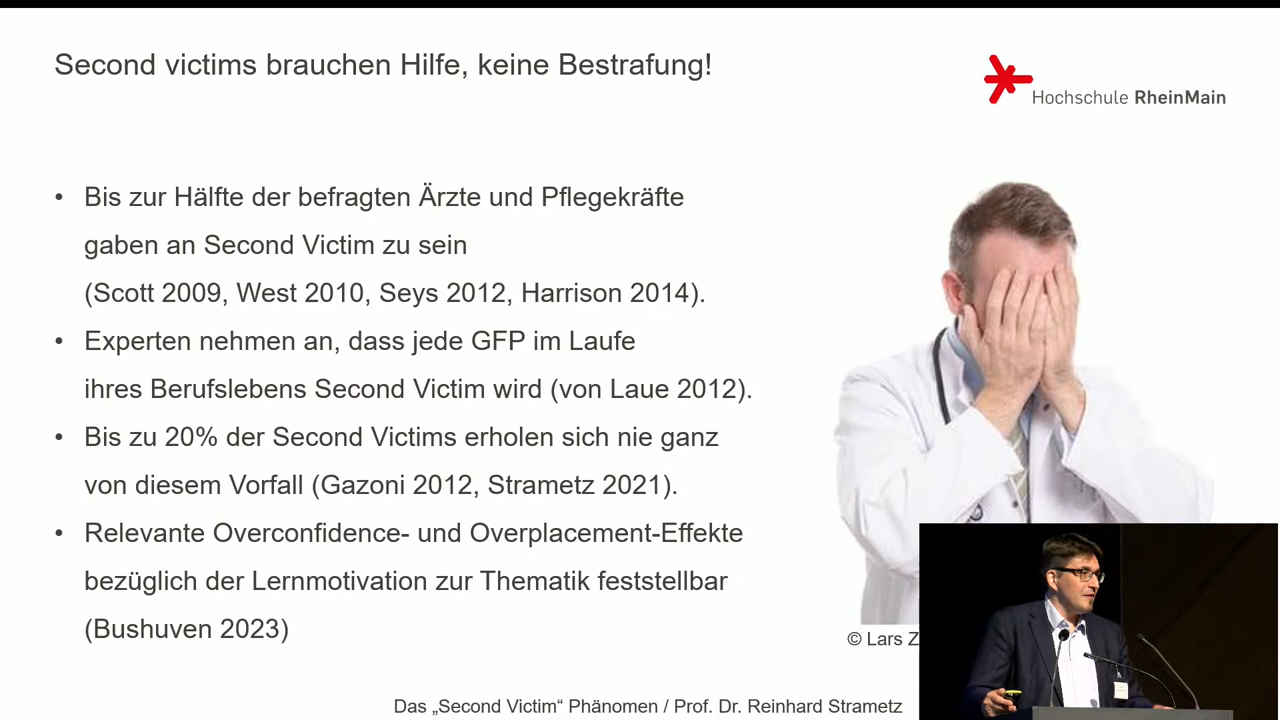 Second victims brauchen Hilfe, keine Bestrafung!
Hochschule RheinMain
• Bis zur Hälfte der befragten Ärzte und Pflegekräfte
gaben an Second Victim zu sein
(Scott 2009, West 2010, Seys 2012, Harrison 2014).
• Experten nehmen an, dass jede GFP im Laufe
ihres Berufslebens Second Victim wird (von Laue 2012).
• Bis zu 20% der Second Victims erholen sich nie ganz
von diesem Vorfall (Gazoni 2012, Strametz 2021).
• Relevante Overconfidence- und Overplacement-Effekte
bezüglich der Lernmotivation zur Thematik feststellbar
(Bushuven 2023)
© Lars Z
Das „Second Victim“ Phänomen / Prof. Dr. Reinhard Strametz